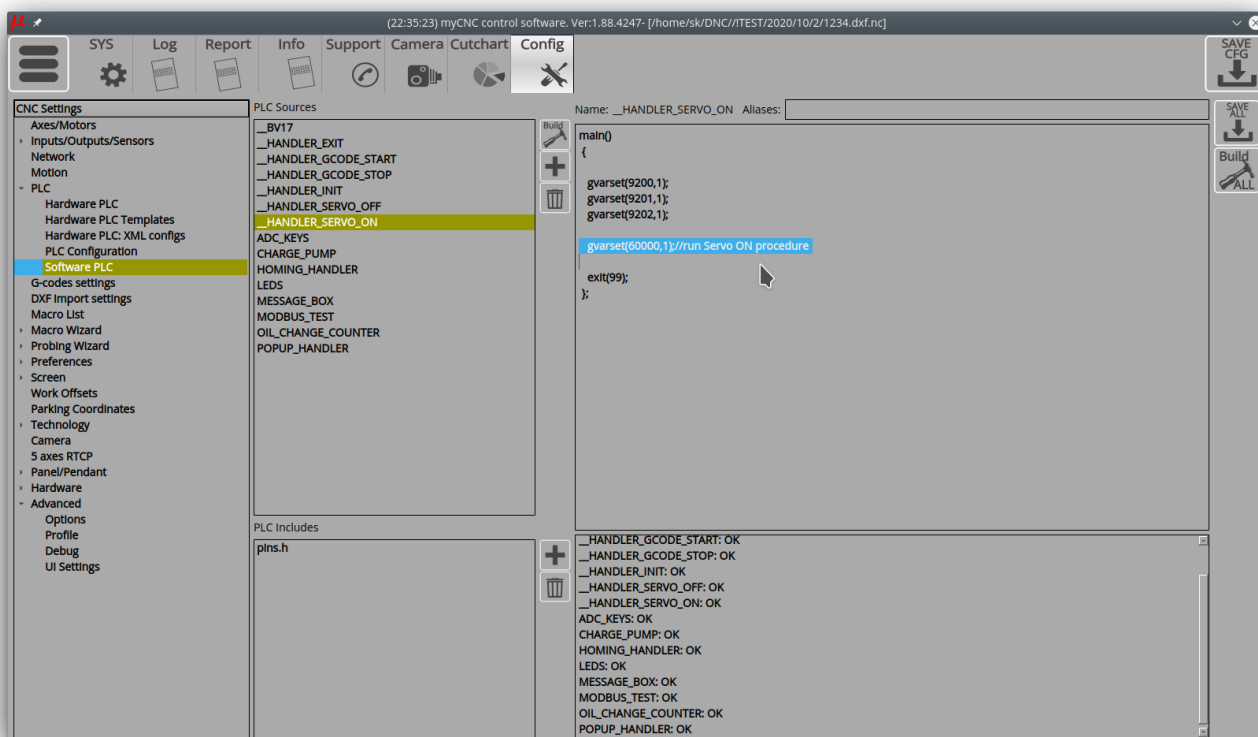 (22:35:23) myCNC control software. Ver:1.88.4247- [/home/sk/DNC//!TEST/2020/10/2/1234.dxf.nc]
SYS
Log
Report
Info
Support
Camera
Cutchart
Config
SAVE
CFG
CNC Settings
Axes/Motors
Inputs/Outputs/Sensors
Network
Motion
PLC
Hardware PLC
Hardware PLC Templates
Hardware PLC: XML configs
PLC Configuration
Software PLC
G-codes settings
DXF Import settings
Macro List
Macro Wizard
Probing Wizard
Preferences
Screen
Work Offsets
Parking Coordinates
Technology
Camera
5 axes RTCP
Panel/Pendant
Hardware
Advanced
Options
Profile
Debug
UI Settings
PLC Sources
__BV17
__HANDLER_EXIT
__HANDLER_GCODE_START
__HANDLER_GCODE_STOP
__HANDLER_INIT
__HANDLER_SERVO_OFF
__HANDLER_SERVO_ON
ADC_KEYS
CHARGE_PUMP
HOMING_HANDLER
LEDS
MESSAGE_BOX
MODBUS_TEST
OIL_CHANGE_COUNTER
POPUP_HANDLER
Build
PLC Includes
pins.h
Name: __HANDLER_SERVO_ON Aliases:
main()
{
gvarset(9200,1);
gvarset(9201,1);
gvarset(9202,1);
gvarset(60000,1);//run Servo ON procedure
exit(99);
};
__HANDLER_GCODE_START: OK
__HANDLER_GCODE_STOP: OK
__HANDLER_INIT: OK
__HANDLER_SERVO_OFF: OK
__HANDLER_SERVO_ON: OK
ADC_KEYS: OK
CHARGE_PUMP: OK
HOMING_HANDLER: OK
LEDS: OK
MESSAGE_BOX: OK
MODBUS_TEST: OK
OIL_CHANGE_COUNTER: OK
POPUP_HANDLER: OK
SAVE
ALL
Build
ALL